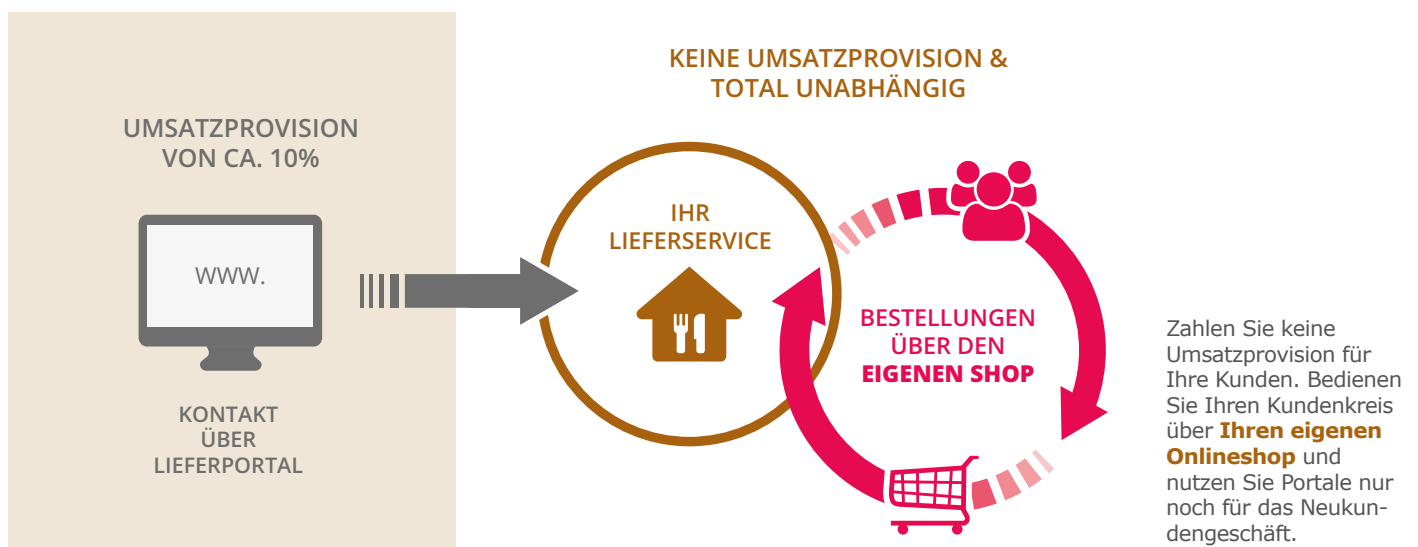 UMSATZPROVISION
VON CA. 10%
WWW.
KONTAKT
ÜBER
LIEFERPORTAL
KEINE UMSATZPROVISION &
TOTAL UNABHÄNGIG
IHR
LIEFERSERVICE
BESTELLUNGEN
ÜBER DEN
EIGENEN SHOP
Zahlen Sie keine
Umsatzprovision für
Ihre Kunden. Bedienen
Sie Ihren Kundenkreis
über Ihren eigenen
Onlineshop und
nutzen Sie Portale nur
noch für das Neukun-
dengeschäft.